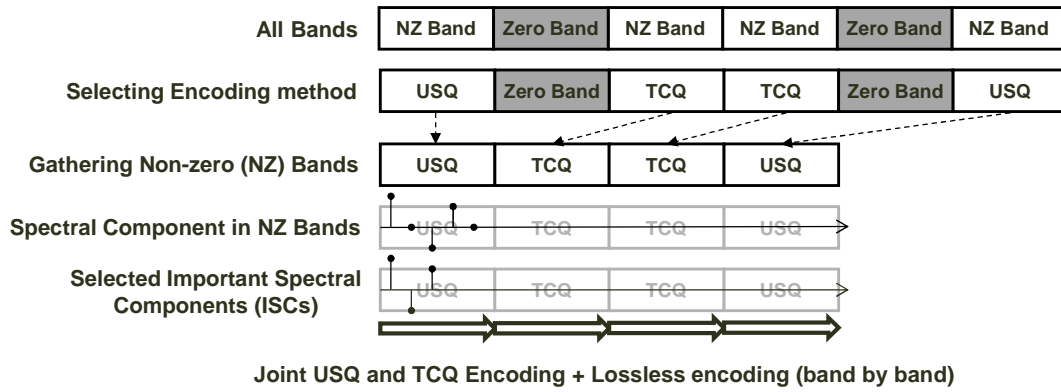 All Bands NZ Band Zero Band NZ Band NZ Band Zero Band NZ Band
Selecting Encoding method USQ Zero Band TCQ TCQ Zero Band USQ
Gathering Non-zero (NZ) Bands USQ TCQ TCQ USQ
Spectral Component in NZ Bands USQ TCQ TCQ USQ
Selected Important Spectral
Components (ISCs) USQ TCQ TCQ USQ
Joint USQ and TCQ Encoding + Lossless encoding (band by band)